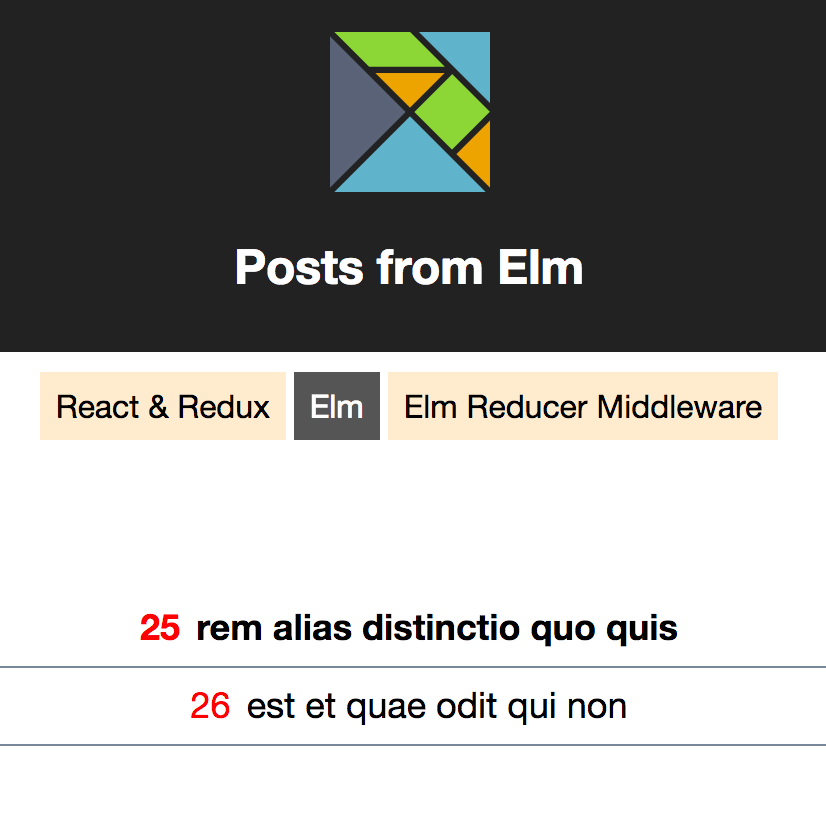 Posts from Elm
React & Redux Elm Elm Reducer Middleware
25 rem alias distinctio quo quis
26 est et quae odit qui non